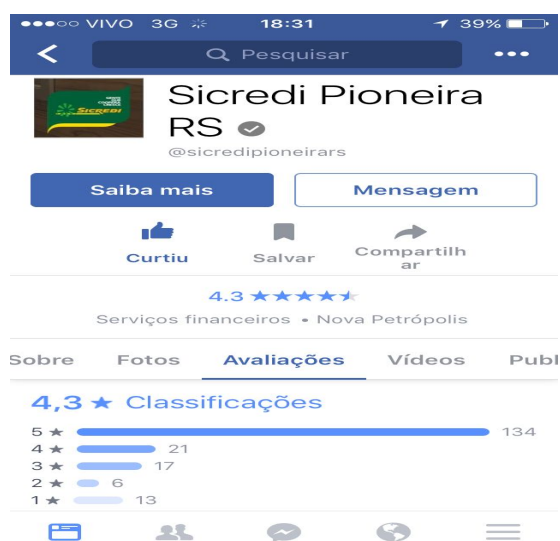 VIVO 3G 18:31 39%
Pesquisar
SICREDI
Sicredi Pioneira
RS
@sicredipioneirars
Saiba mais Mensagem
Curtiu Salvar Compartilh
ar
4.3 ★★★★
Serviços financeiros • Nova Petrópolis
Sobre Fotos Avaliações Vídeos Publ
4,3 ★ Classificações
5 ★ 134
4 ★ 21
3 ★ 17
2 ★ 6
1 ★ 13